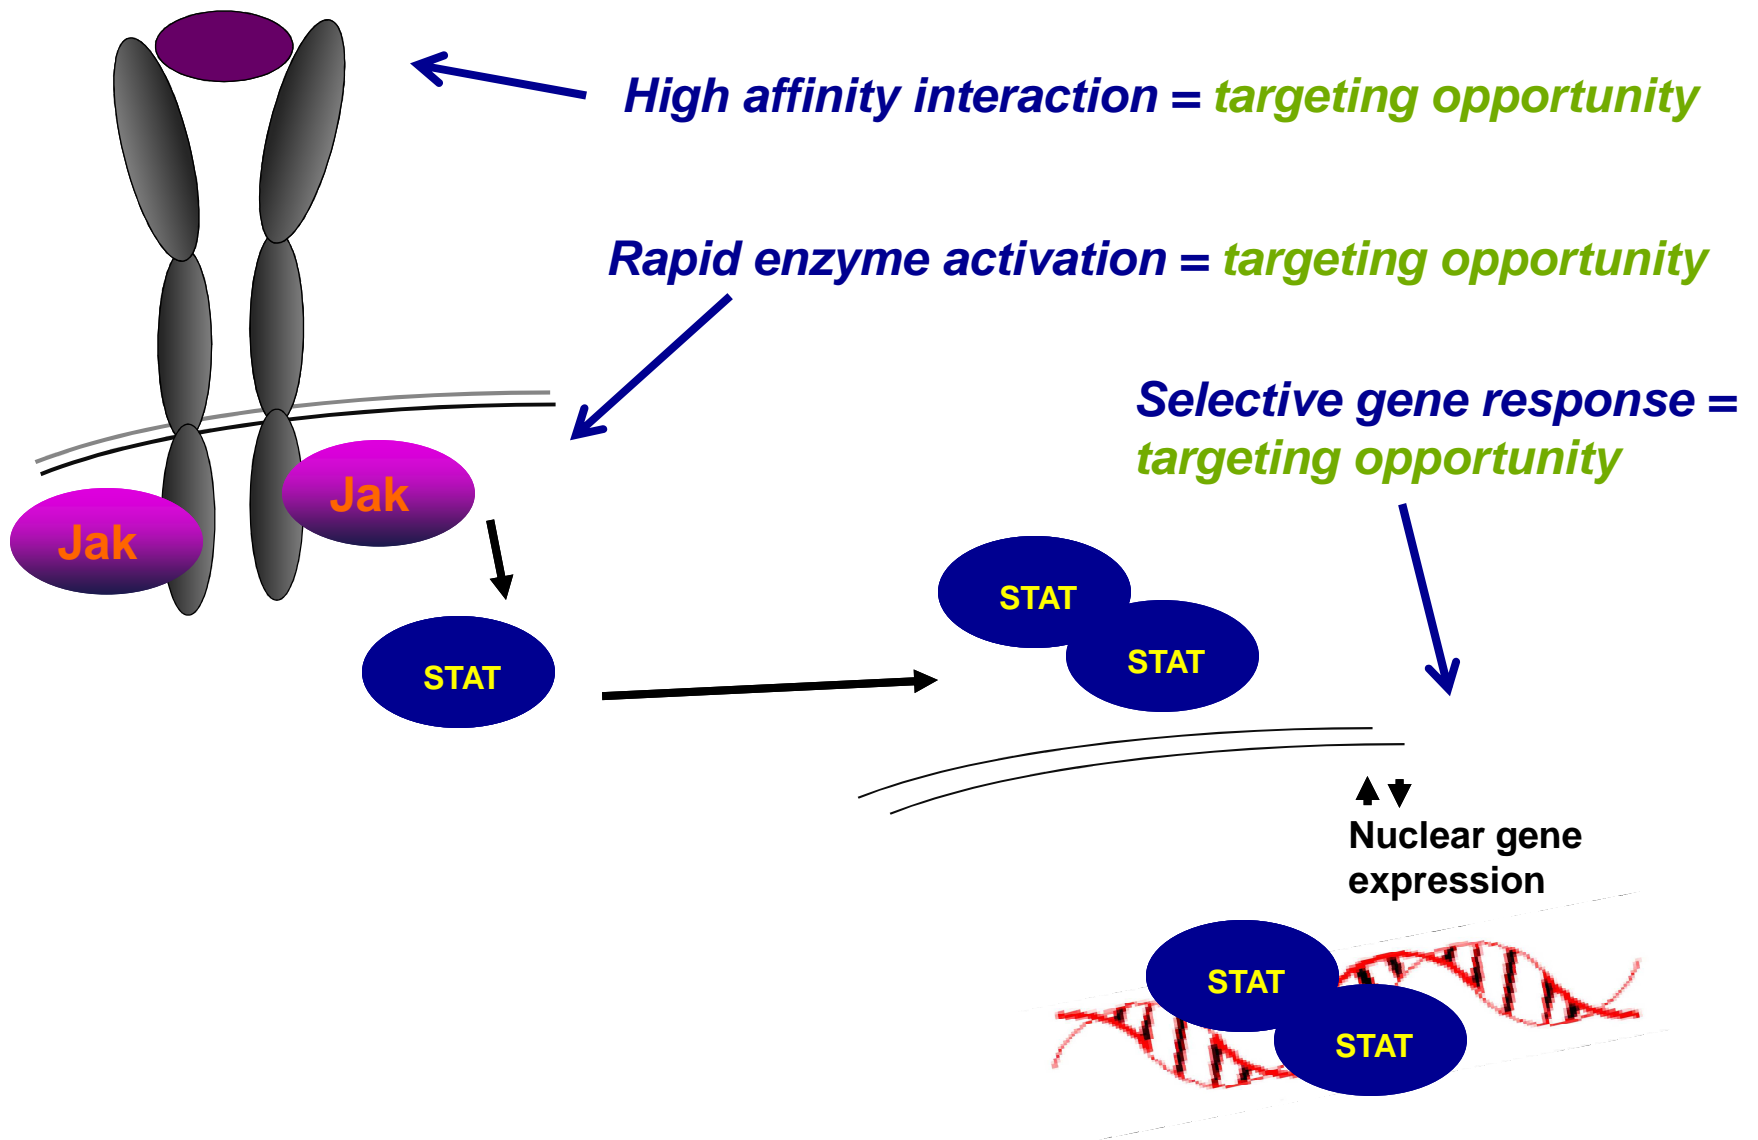 High affinity interaction = targeting opportunity
Rapid enzyme activation = targeting opportunity
Selective gene response =
targeting opportunity
Jak
Jak
STAT
STAT
STAT
Nuclear gene
expression
STAT
STAT